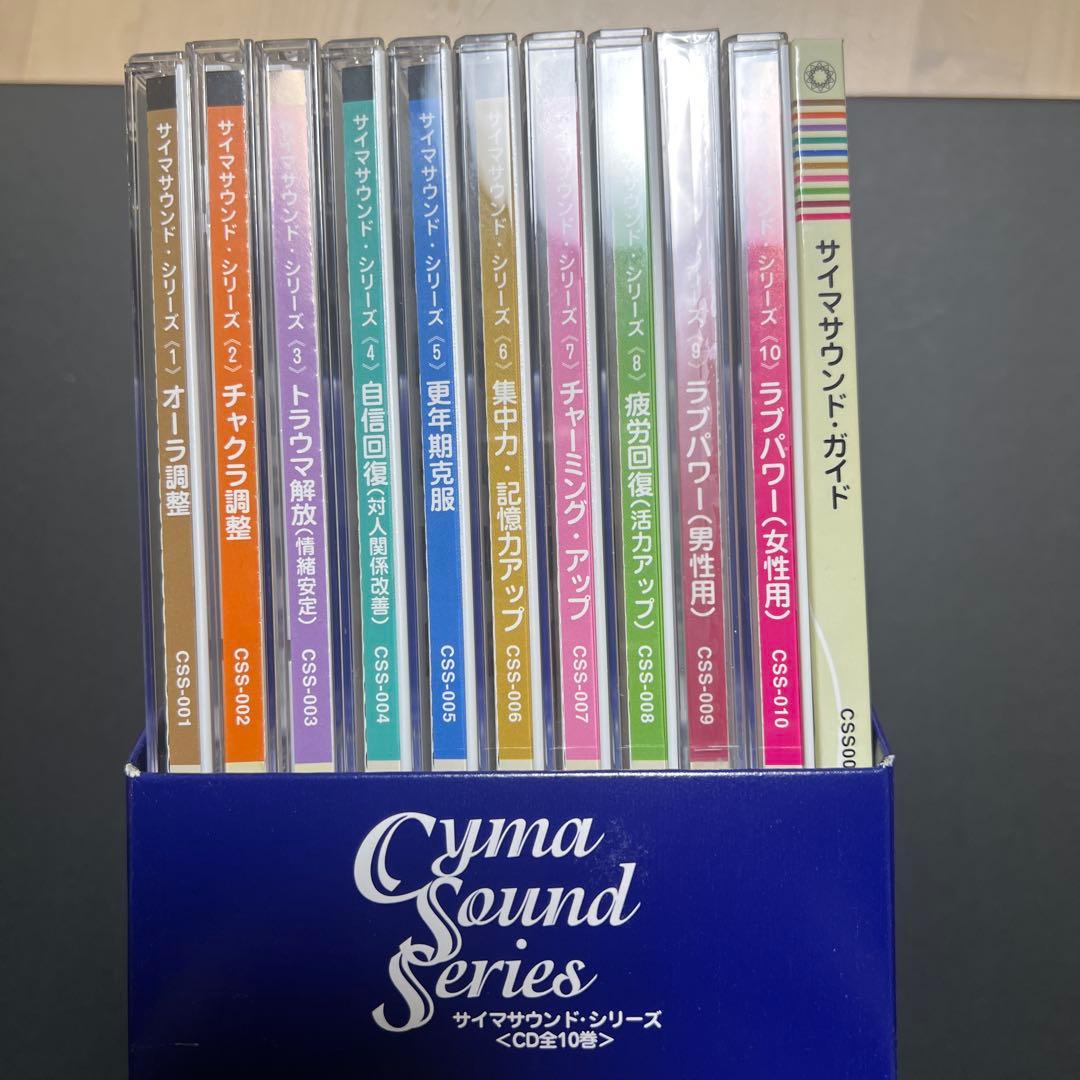 サイマサウンド・シリーズ《1》オーラ調整 CSS-001
サイマサウンド・シリーズ《2》チャクラ調整 CSS-002
サイマサウンド・シリーズ《3》トラウマ解放(情緒安定) CSS-003
サイマサウンド・シリーズ《4》自信回復(対人関係改善) CSS-004
サイマサウンド・シリーズ《5》更年期克服 CSS-005
サイマサウンド・シリーズ《6》集中力・記憶力アップ CSS-006
サイマサウンド・シリーズ《7》チャーミング・アップ CSS-007
サイマサウンド・シリーズ《8》疲労回復(活力アップ) CSS-008
シリーズ《9》ラブパワー(男性用) CSS-009
シリーズ《10》ラブパワー(女性用) CSS-010
サイマサウンド・ガイド
Cyma
Sound
Series
サイマサウンド・シリーズ
<CD全10巻>